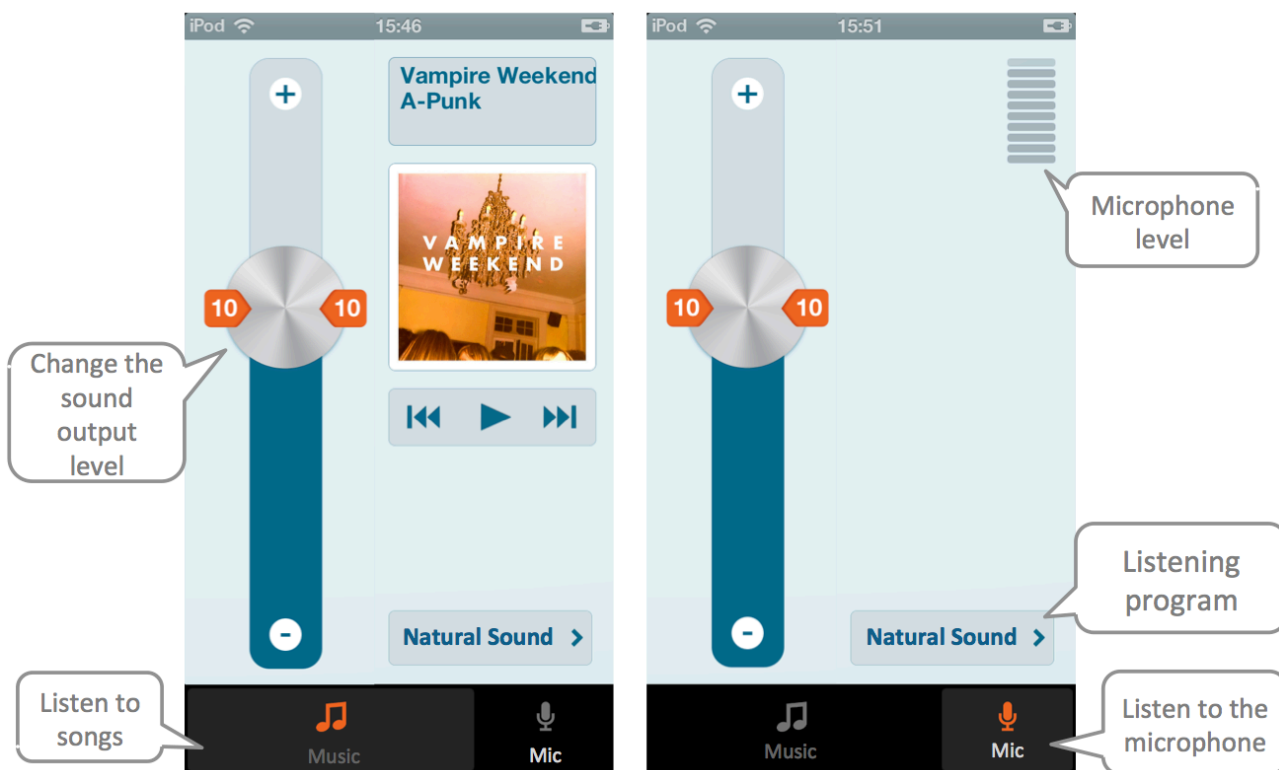 iPod 15:46
Vampire Weekend
A-Punk
+
VAMPIRE
WEEKEND
10 10
Change the
sound
output
level
-
Natural Sound >
Listen to
songs
Music Mic
iPod 15:51
+
Microphone
level
10 10
Listening
program
-
Natural Sound >
Listen to the
microphone
Music Mic